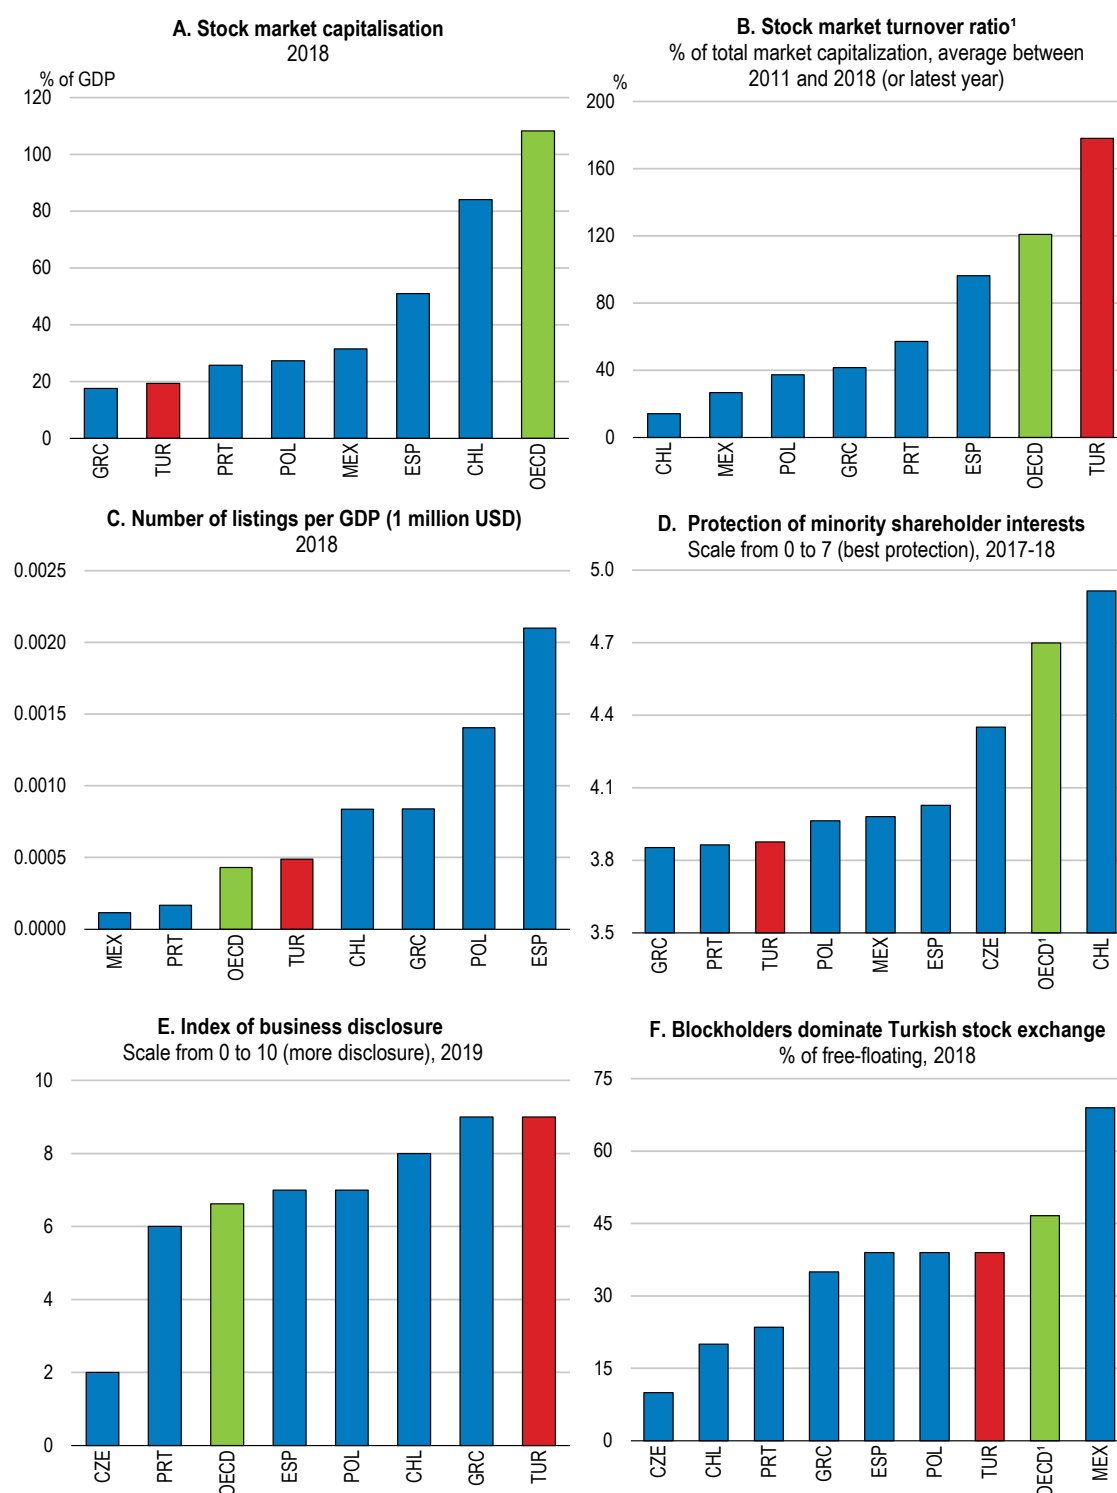 A. Stock market capitalisation
2018
% of GDP
120
100
80
60
40
20
0
GRC TUR PRT POL MEX ESP CHL OECD
B. Stock market turnover ratio¹
% of total market capitalization, average between
2011 and 2018 (or latest year)
%
200
160
120
80
40
0
CHL MEX POL GRC PRT ESP OECD TUR
C. Number of listings per GDP (1 million USD)
2018
0.0025
0.0020
0.0015
0.0010
0.0005
0.0000
MEX PRT OECD TUR CHL GRC POL ESP
D. Protection of minority shareholder interests
Scale from 0 to 7 (best protection), 2017-18
5.0
4.7
4.4
4.1
3.8
3.5
GRC PRT TUR POL MEX ESP CZE OECD¹ CHL
E. Index of business disclosure
Scale from 0 to 10 (more disclosure), 2019
10
8
6
4
2
0
CZE PRT OECD ESP POL CHL GRC TUR
F. Blockholders dominate Turkish stock exchange
% of free-floating, 2018
75
60
45
30
15
0
CZE CHL PRT GRC ESP POL TUR OECD¹ MEX